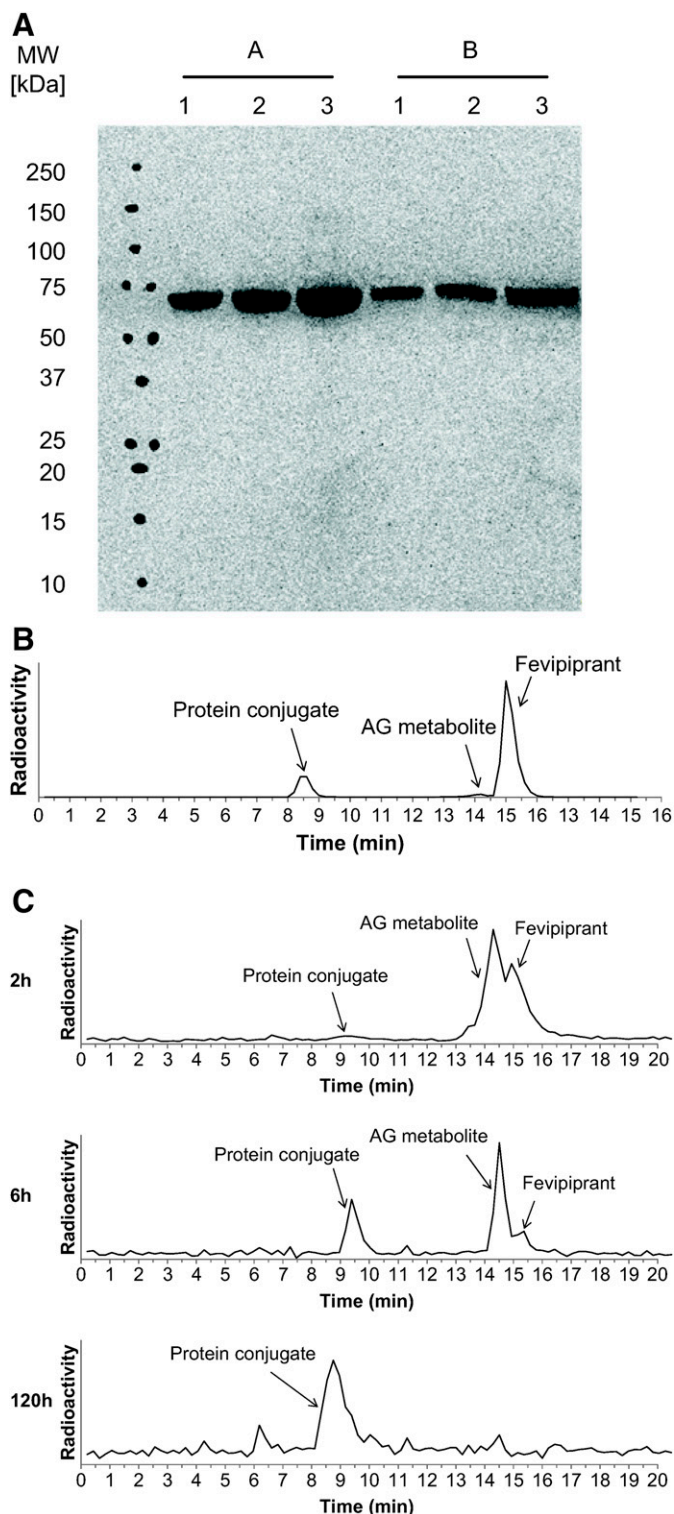 A
MW
[kDa]
A B
1 2 3 1 2 3
250
150
100
75
50
37
25
20
15
10
B
Radioactivity
Protein conjugate
AG metabolite
Fevipiprant
0 1 2 3 4 5 6 7 8 9 10 11 12 13 14 15 16 13 14 15 16
Time (min)
C
2h
Radioactivity
Protein conjugate
AG metabolite
Fevipiprant
0 1 2 3 4 5 6 7 8 9 10 11 12 13 14 15 16 17 18 19 20
Time (min)
6h
Radioactivity
Protein conjugate
AG metabolite
Fevipiprant
0 1 2 3 4 5 6 7 8 9 10 11 12 13 14 15 16 17 18 19 20
Time (min)
120h
Radioactivity
Protein conjugate
0 1 2 3 4 5 6 7 8 9 10 11 12 13 14 15 16 17 18 19 20
Time (min)